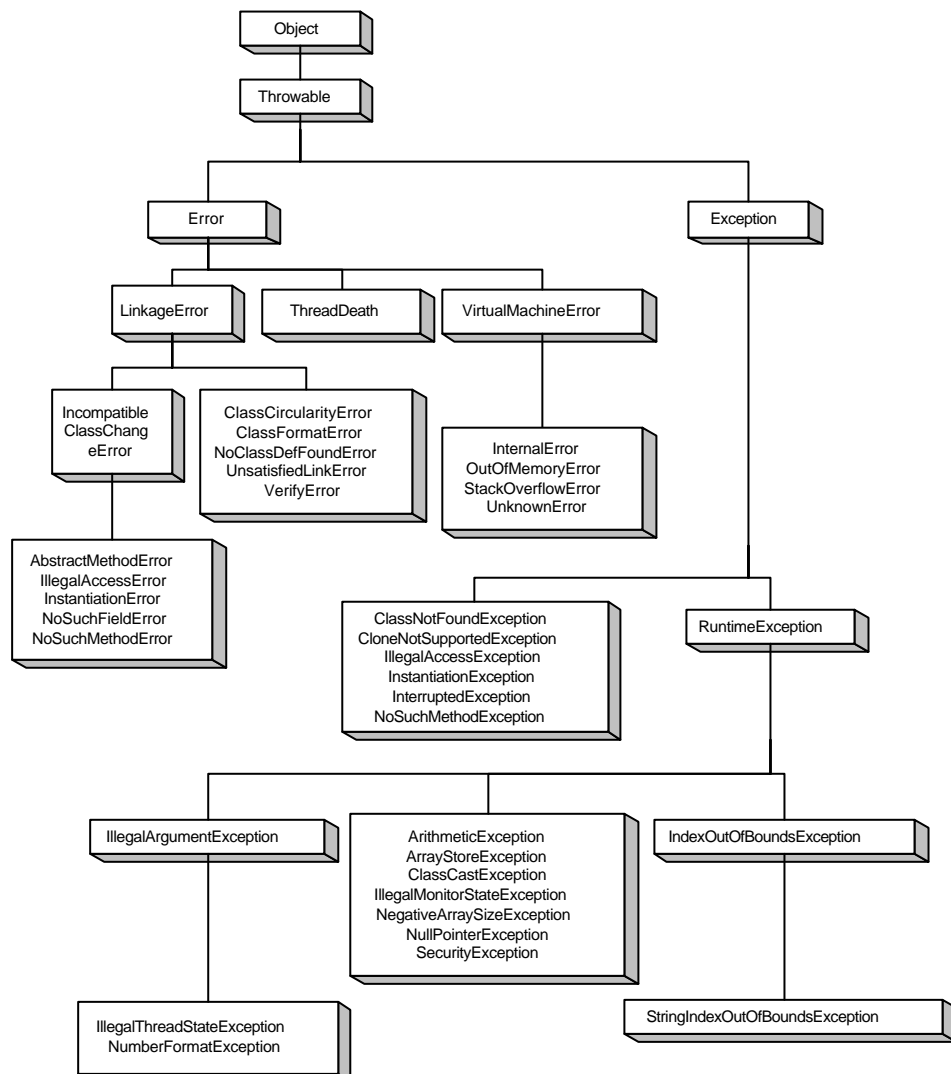 Object
Throwable
Error
Exception
LinkageError
ThreadDeath
VirtualMachineError
Incompatible
ClassChang
eError
ClassCircularityError
ClassFormatError
NoClassDefFoundError
UnsatisfiedLinkError
VerifyError
InternalError
OutOfMemoryError
StackOverflowError
UnknownError
AbstractMethodError
IllegalAccessError
InstantiationError
NoSuchFieldError
NoSuchMethodError
ClassNotFoundException
CloneNotSupportedException
IllegalAccessException
InstantiationException
InterruptedException
NoSuchMethodException
RuntimeException
IllegalArgumentException
ArithmeticException
ArrayStoreException
ClassCastException
IllegalMonitorStateException
NegativeArraySizeException
NullPointerException
SecurityException
IndexOutOfBoundsException
IllegalThreadStateException
NumberFormatException
StringIndexOutOfBoundsException